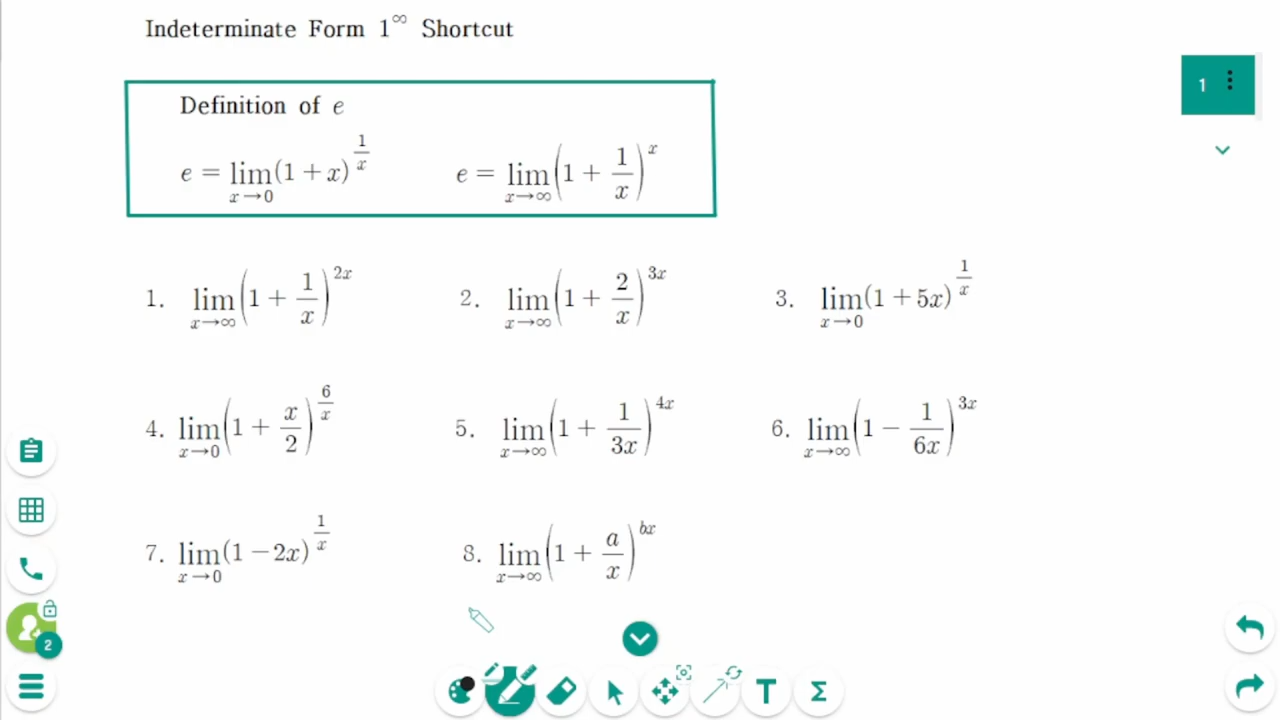 Indeterminate Form 1^∞ Shortcut
1
Definition of e
e = lim_{x→0} (1 + x)^{1/x}    e = lim_{x→∞} (1 + 1/x)^x
1. lim_{x→∞} (1 + 1/x)^{2x}    2. lim_{x→∞} (1 + 2/x)^{3x}    3. lim_{x→0} (1 + 5x)^{1/x}
4. lim_{x→0} (1 + x/2)^{6/x}    5. lim_{x→∞} (1 + 1/(3x))^{4x}    6. lim_{x→∞} (1 − 1/(6x))^{3x}
7. lim_{x→0} (1 − 2x)^{1/x}    8. lim_{x→∞} (1 + a/x)^{bx}
2
T Σ